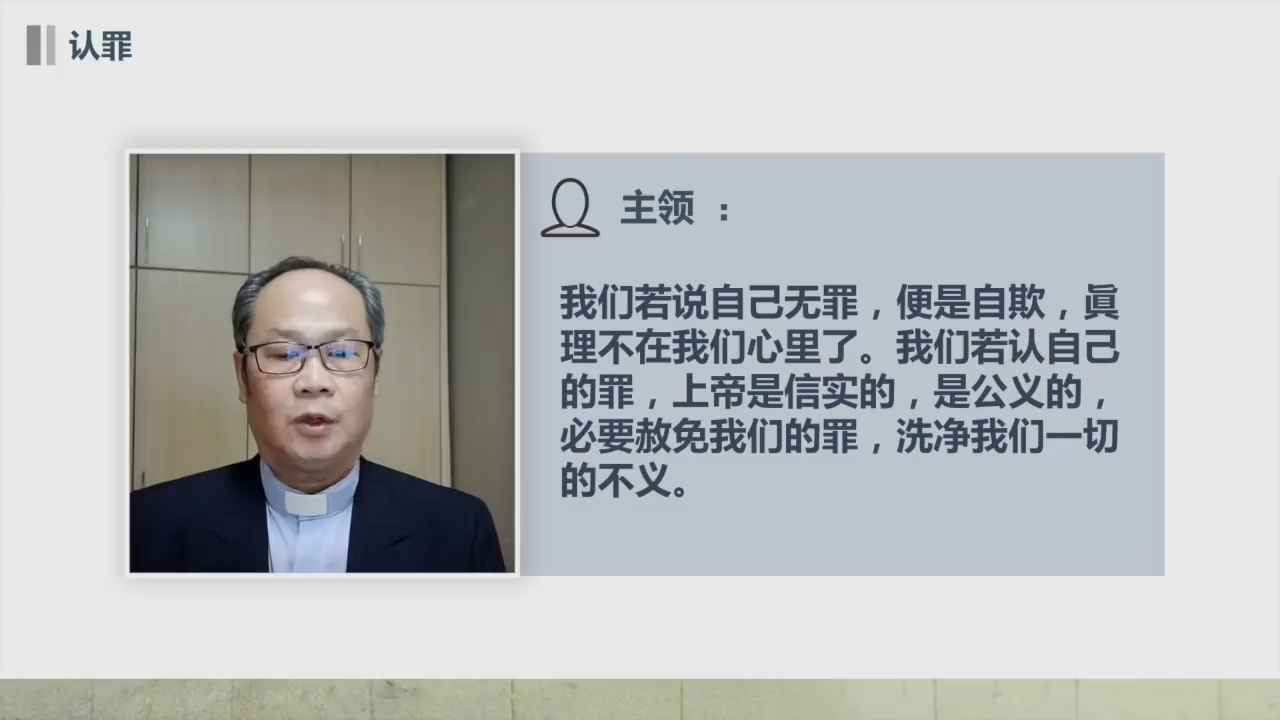 认罪
主领 ：
我们若说自己无罪，便是自欺，眞
理不在我们心里了。我们若认自己
的罪，上帝是信实的，是公义的，
必要赦免我们的罪，洗净我们一切
的不义。